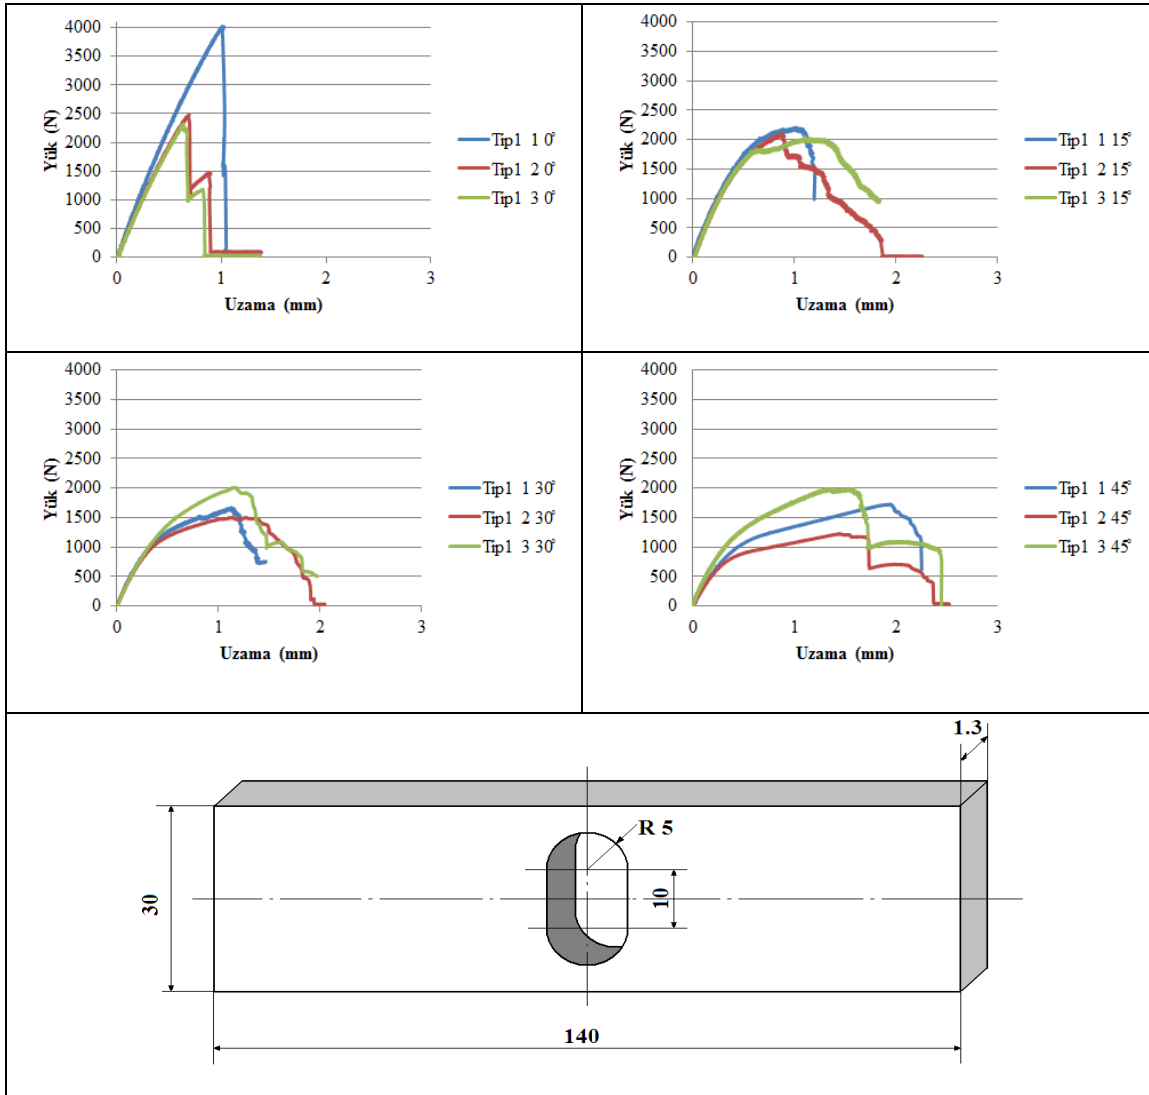 4000
3500
3000
2500
2000
1500
1000
500
0
Yük (N)
0 1 2 3
Uzama (mm)
Tip1 1 0°
Tip1 2 0°
Tip1 3 0°
4000
3500
3000
2500
2000
1500
1000
500
0
Yük (N)
0 1 2 3
Uzama (mm)
Tip1 1 15°
Tip1 2 15°
Tip1 3 15°
4000
3500
3000
2500
2000
1500
1000
500
0
Yük (N)
0 1 2 3
Uzama (mm)
Tip1 1 30°
Tip1 2 30°
Tip1 3 30°
4000
3500
3000
2500
2000
1500
1000
500
0
Yük (N)
0 1 2 3
Uzama (mm)
Tip1 1 45°
Tip1 2 45°
Tip1 3 45°
1.3
R 5
30
10
140